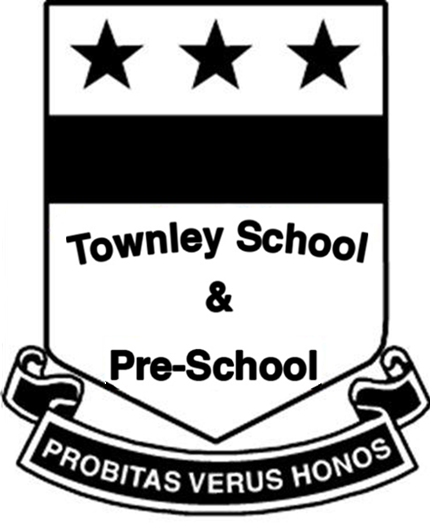 Townley School
&
Pre-School
PROBITAS VERUS HONOS